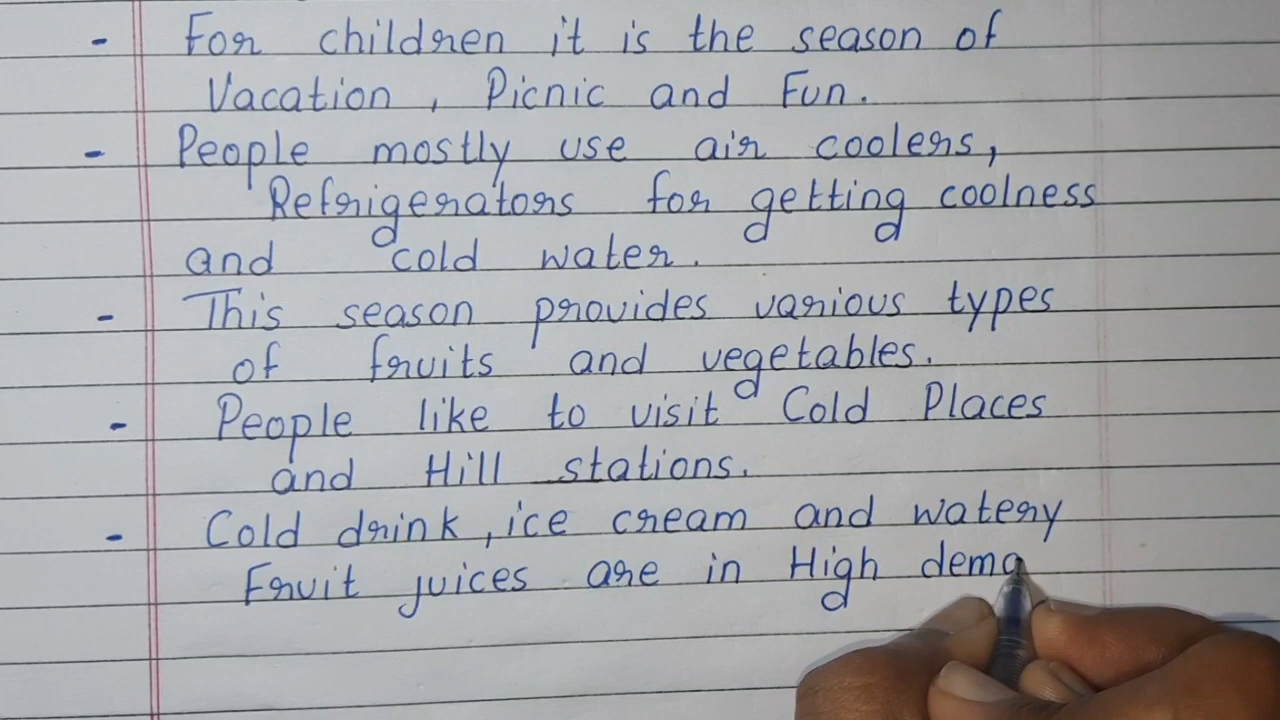 - For children it is the season of
Vacation, Picnic and Fun.
- People mostly use air coolers,
Refrigerators for getting coolness
and cold water.
- This season provides various types
of fruits and vegetables.
- People like to visit Cold Places
and Hill stations.
- Cold drink, ice cream and watery
Fruit juices are in High dema